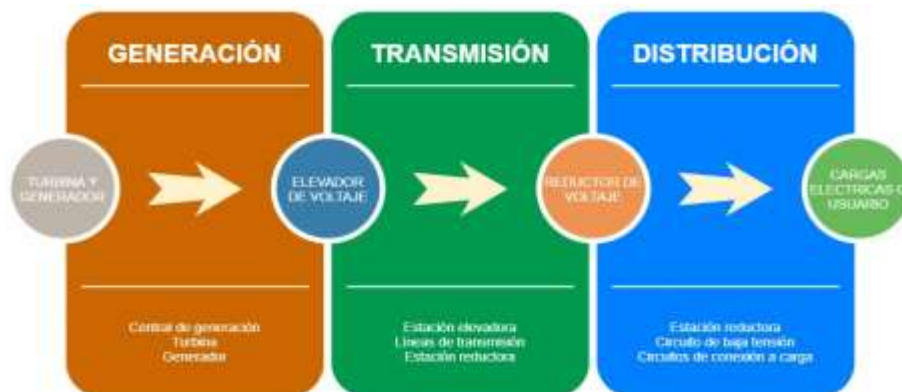 GENERACIÓN
TRANSMISIÓN
DISTRIBUCIÓN
TURBINA Y
GENERADOR
ELEVADOR
DE VOLTAJE
REDUCTOR DE
VOLTAJE
CARGAS
ELECTRICAS O
USUARIO
Central de generación
Turbina
Generador
Estación elevadora
Líneas de transmisión
Estación reductora
Estación reductora
Circuito de baja tensión
Circuitos de conexión a carga